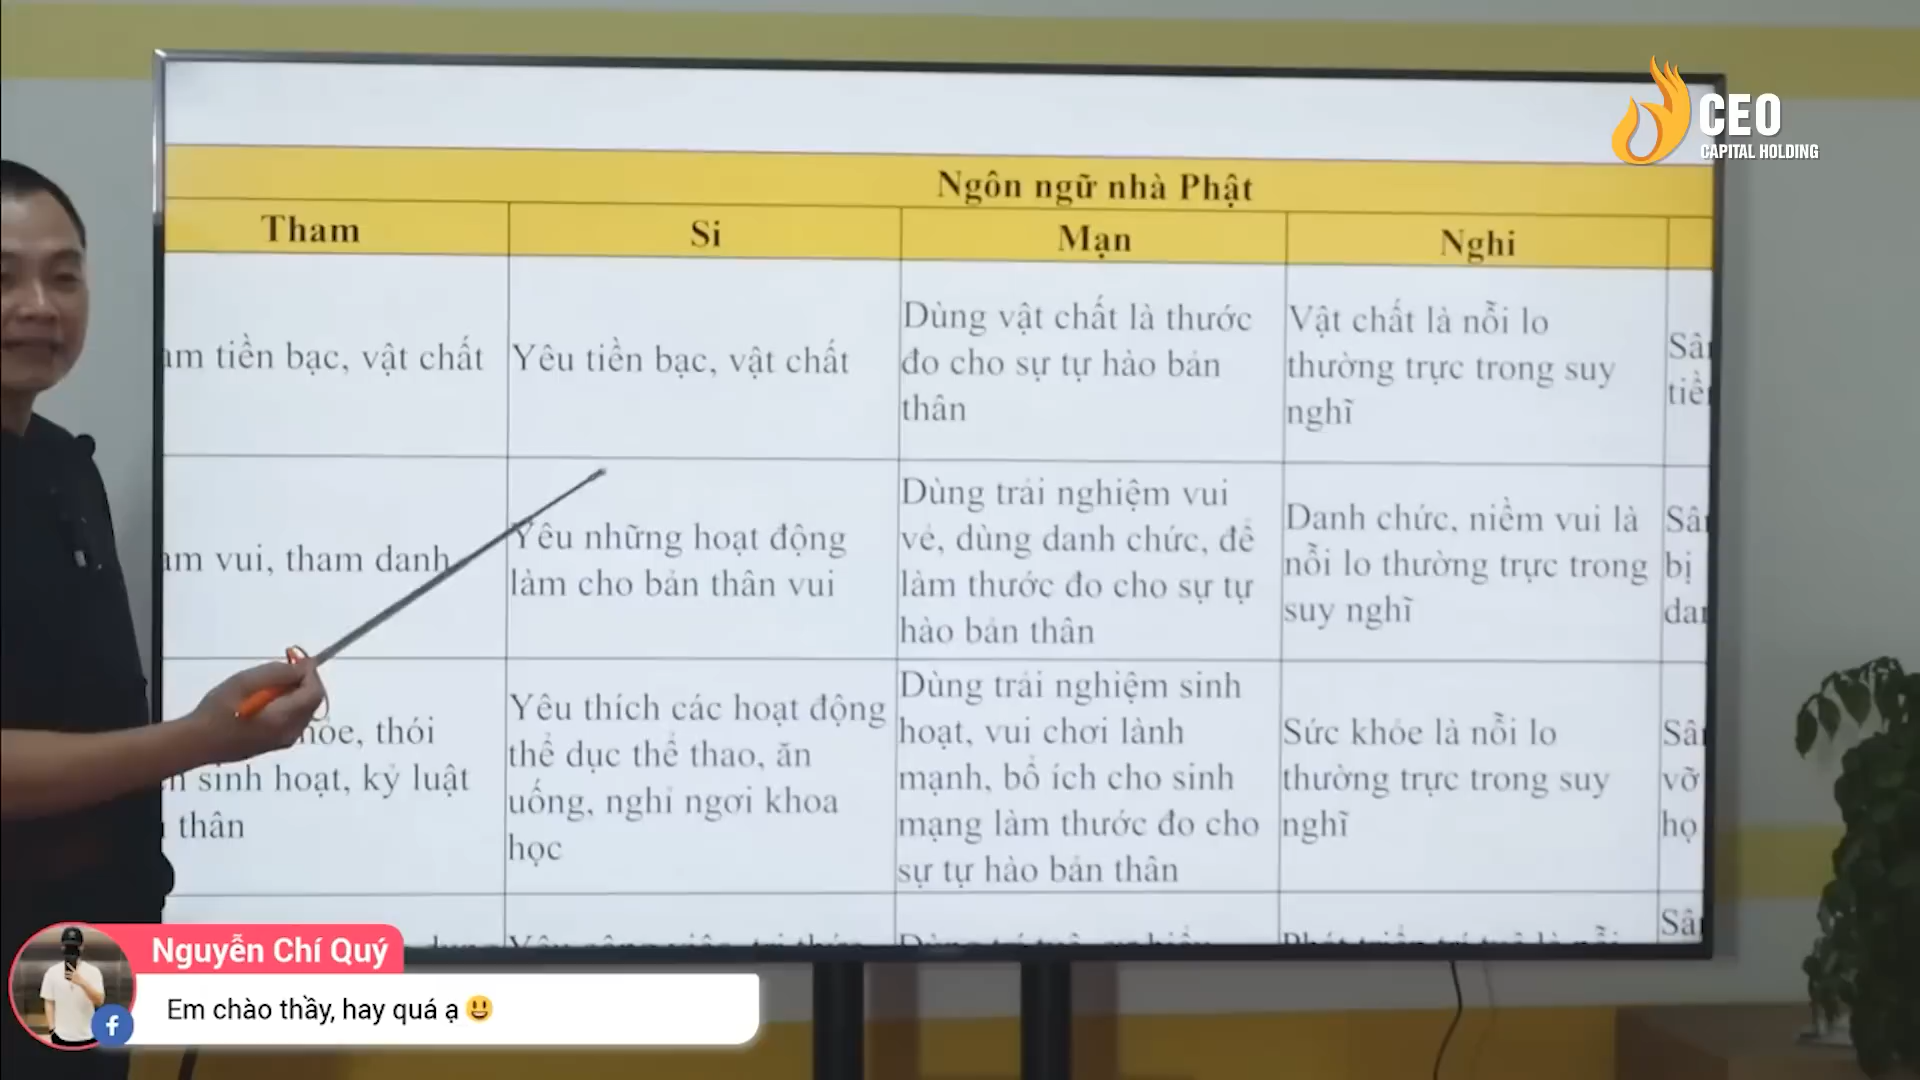 CEO
CAPITAL HOLDING
Ngôn ngữ nhà Phật
Tham
Si
Mạn
Nghi
tiền bạc, vật chất
Yêu tiền bạc, vật chất
Dùng vật chất là thước
đo cho sự tự hào bản
thân
Vật chất là nỗi lo
thường trực trong suy
nghĩ
vui, tham danh
Yêu những hoạt động
làm cho bản thân vui
Dùng trải nghiệm vui
vẻ, dùng danh chức, để
làm thước đo cho sự tự
hào bản thân
Danh chức, niềm vui là
nỗi lo thường trực trong
suy nghĩ
bị
thói
sinh hoạt, kỷ luật
thân
Yêu thích các hoạt động
thể dục thể thao, ăn
uống, nghỉ ngơi khoa
học
Dùng trải nghiệm sinh
hoạt, vui chơi lành
mạnh, bổ ích cho sinh
mạng làm thước đo cho
sự tự hào bản thân
Sức khỏe là nỗi lo
thường trực trong suy
nghĩ
vỡ
họ
Nguyễn Chí Quý
Em chào thầy, hay quá ạ 😃